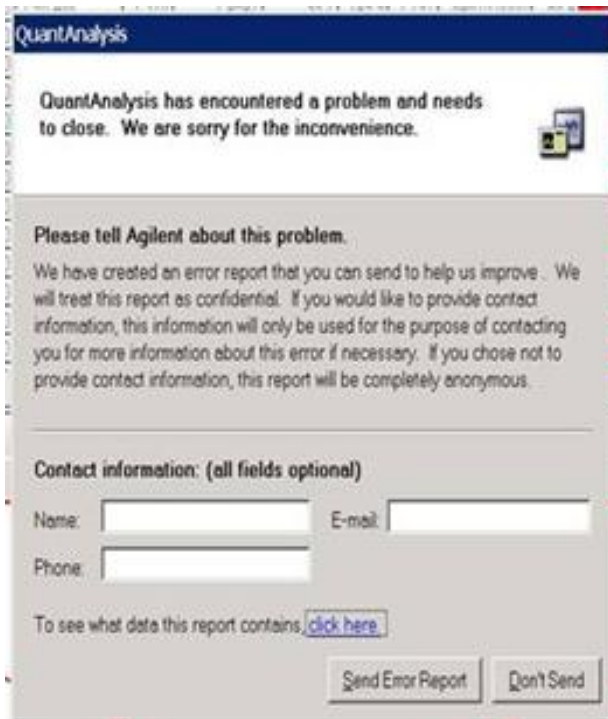 QuantAnalysis
QuantAnalysis has encountered a problem and needs
to close. We are sorry for the inconvenience.
Please tell Agilent about this problem.
We have created an error report that you can send to help us improve . We
will treat this report as confidential. If you would like to provide contact
information, this information will only be used for the purpose of contacting
you for more information about this error if necessary. If you chose not to
provide contact information, this report will be completely anonymous.
Contact information: (all fields optional)
Name: E-mail:
Phone:
To see what data this report contains, click here.
Send Error Report Don't Send